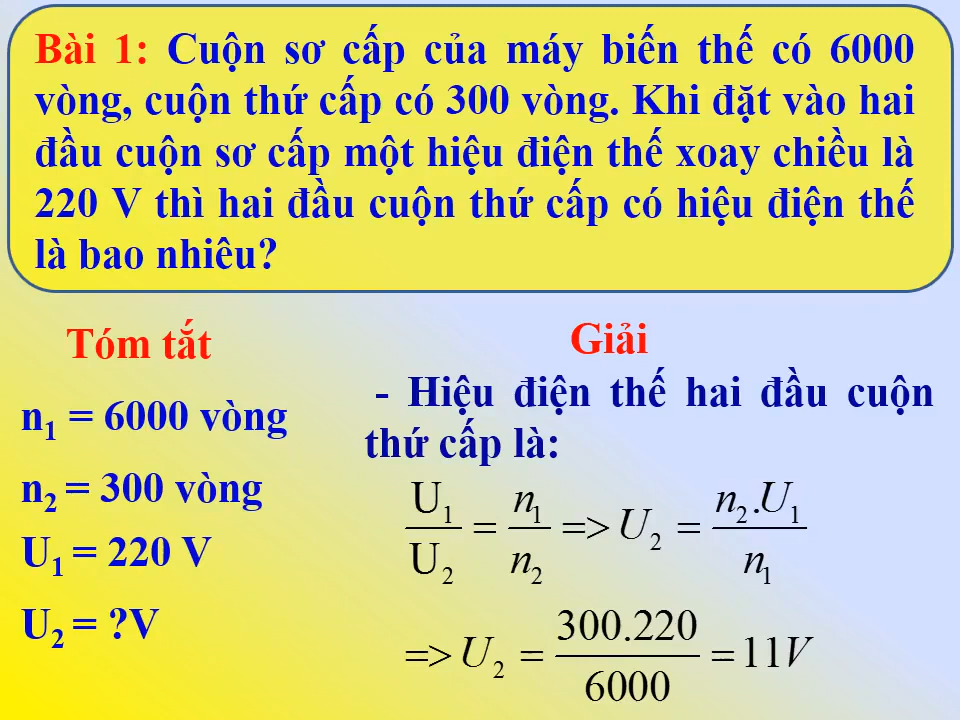 Bài 1: Cuộn sơ cấp của máy biến thế có 6000
vòng, cuộn thứ cấp có 300 vòng. Khi đặt vào hai
đầu cuộn sơ cấp một hiệu điện thế xoay chiều là
220 V thì hai đầu cuộn thứ cấp có hiệu điện thế
là bao nhiêu?
Tóm tắt
n₁ = 6000 vòng
n₂ = 300 vòng
U₁ = 220 V
U₂ = ?V
Giải
- Hiệu điện thế hai đầu cuộn
thứ cấp là:
U₁/U₂ = n₁/n₂ => U₂ = n₂.U₁/n₁
=> U₂ = 300.220/6000 = 11V